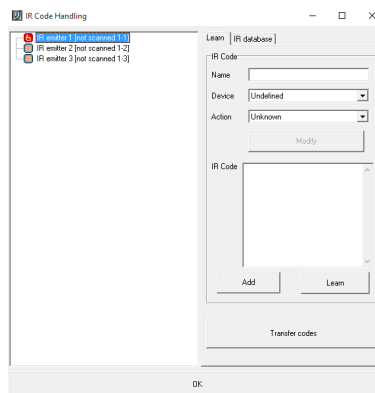 IR Code Handling
IR emitter 1 [not scanned 1-1]
IR emitter 2 [not scanned 1-2]
IR emitter 3 [not scanned 1-3]
Learn
IR database
IR Code
Name
Device
Undefined
Action
Unknown
Modify
IR Code
Add
Learn
Transfer codes
OK